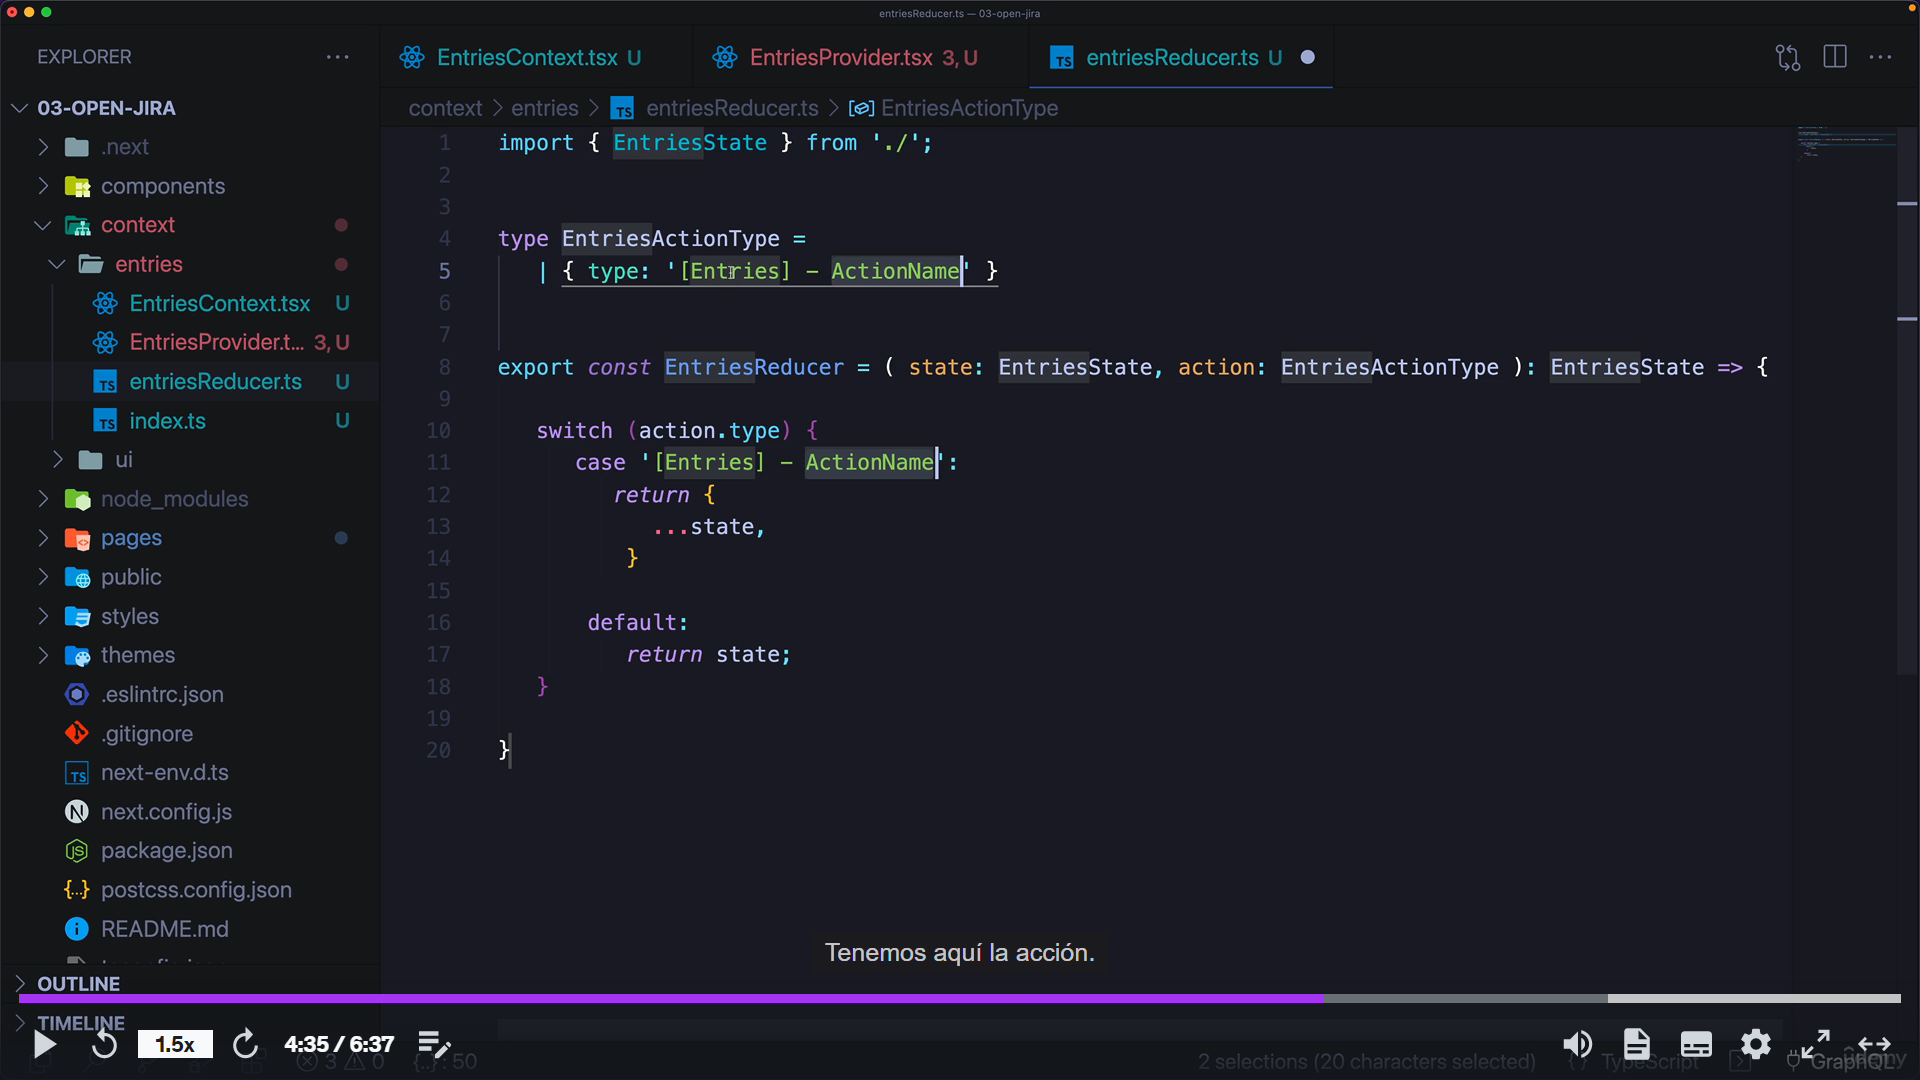 entriesReducer.ts — 03-open-jira
EXPLORER
EntriesContext.tsx U
EntriesProvider.tsx 3, U
entriesReducer.ts U
context > entries > TS entriesReducer.ts > EntriesActionType
03-OPEN-JIRA
.next
components
context
entries
EntriesContext.tsx U
EntriesProvider.t... 3, U
entriesReducer.ts U
index.ts U
ui
node_modules
pages
public
styles
themes
.eslintrc.json
.gitignore
next-env.d.ts
next.config.js
package.json
postcss.config.json
README.md
OUTLINE
TIMELINE
1 import { EntriesState } from './';
2
3
4 type EntriesActionType =
5 | { type: '[Entries] - ActionName' }
6
7
8 export const EntriesReducer = ( state: EntriesState, action: EntriesActionType ): EntriesState => {
9
10 switch (action.type) {
11 case '[Entries] - ActionName':
12 return {
13 ...state,
14 }
15
16 default:
17 return state;
18 }
19
20 }
Tenemos aquí la acción.
1.5x
4:35 / 6:37
3 0 {..}: 50
2 selections (20 characters selected)
TypeScript
GraphQL